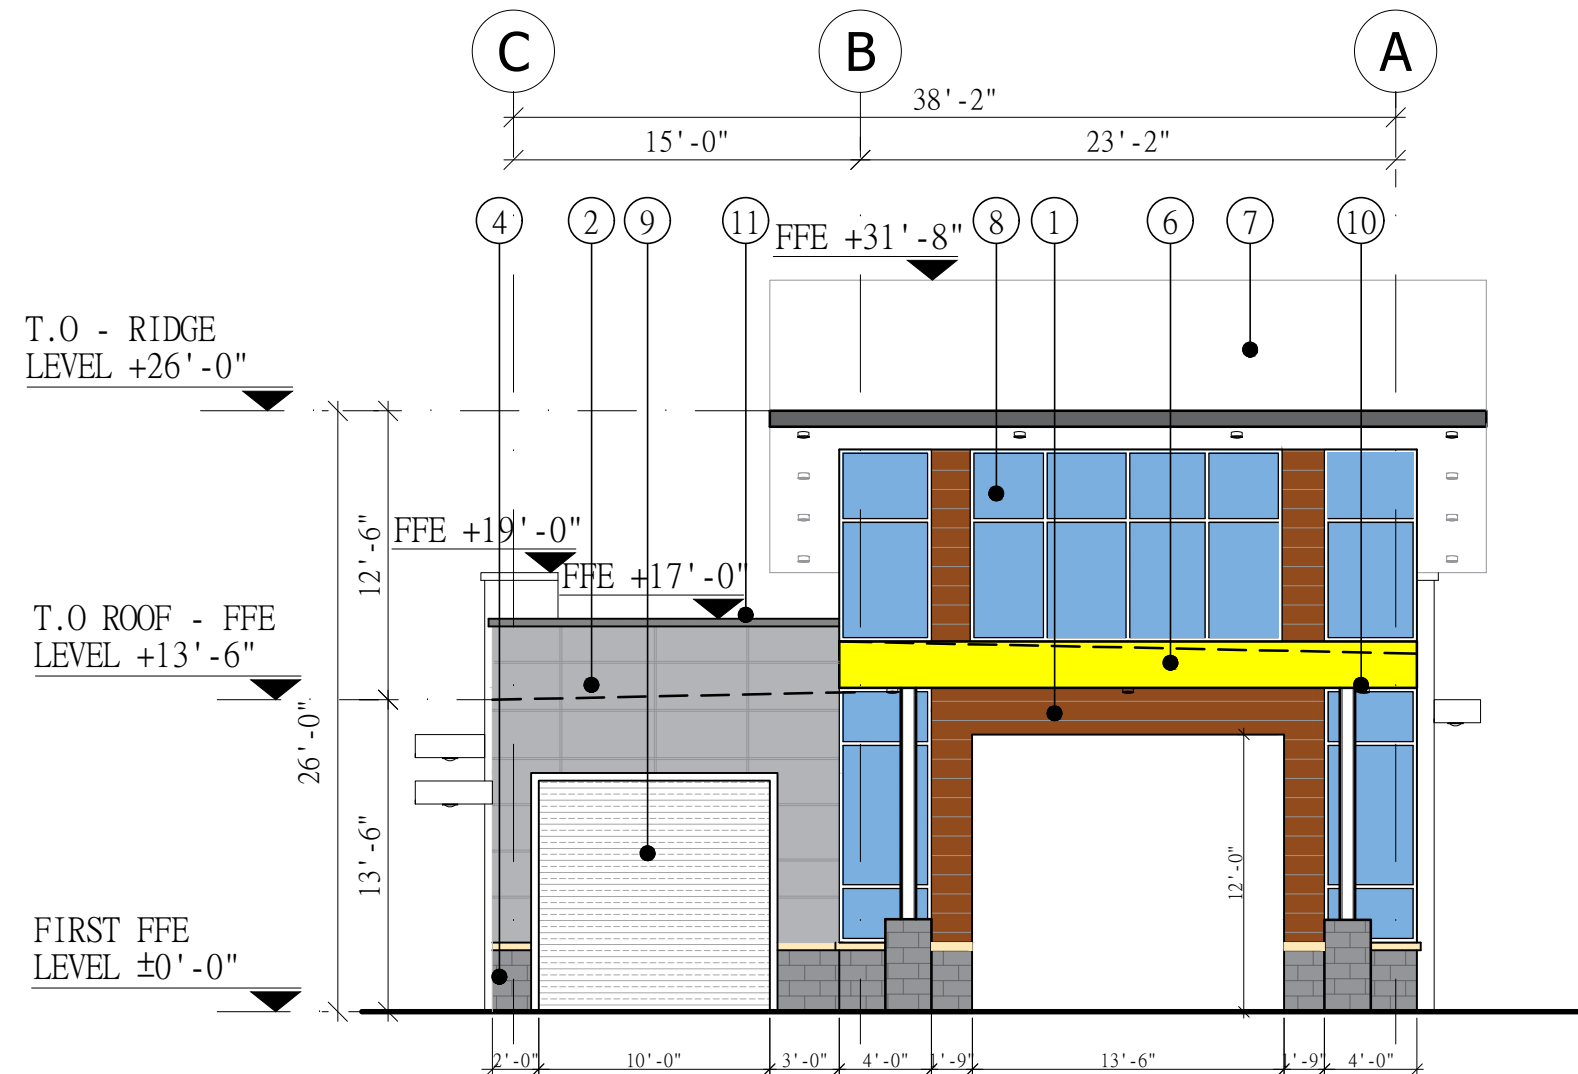 C
B
A
38'-2"
15'-0"
23'-2"
4
2
9
11
8
1
6
7
10
FFE +31'-8"
T.O - RIDGE
LEVEL +26'-0"
FFE +19'-0"
FFE +17'-0"
12'-6"
T.O ROOF - FFE
LEVEL +13'-6"
26'-0"
13'-6"
12'-0"
FIRST FFE
LEVEL ±0'-0"
2'-0"
10'-0"
3'-0"
4'-0"
1'-9"
13'-6"
1'-9"
4'-0"